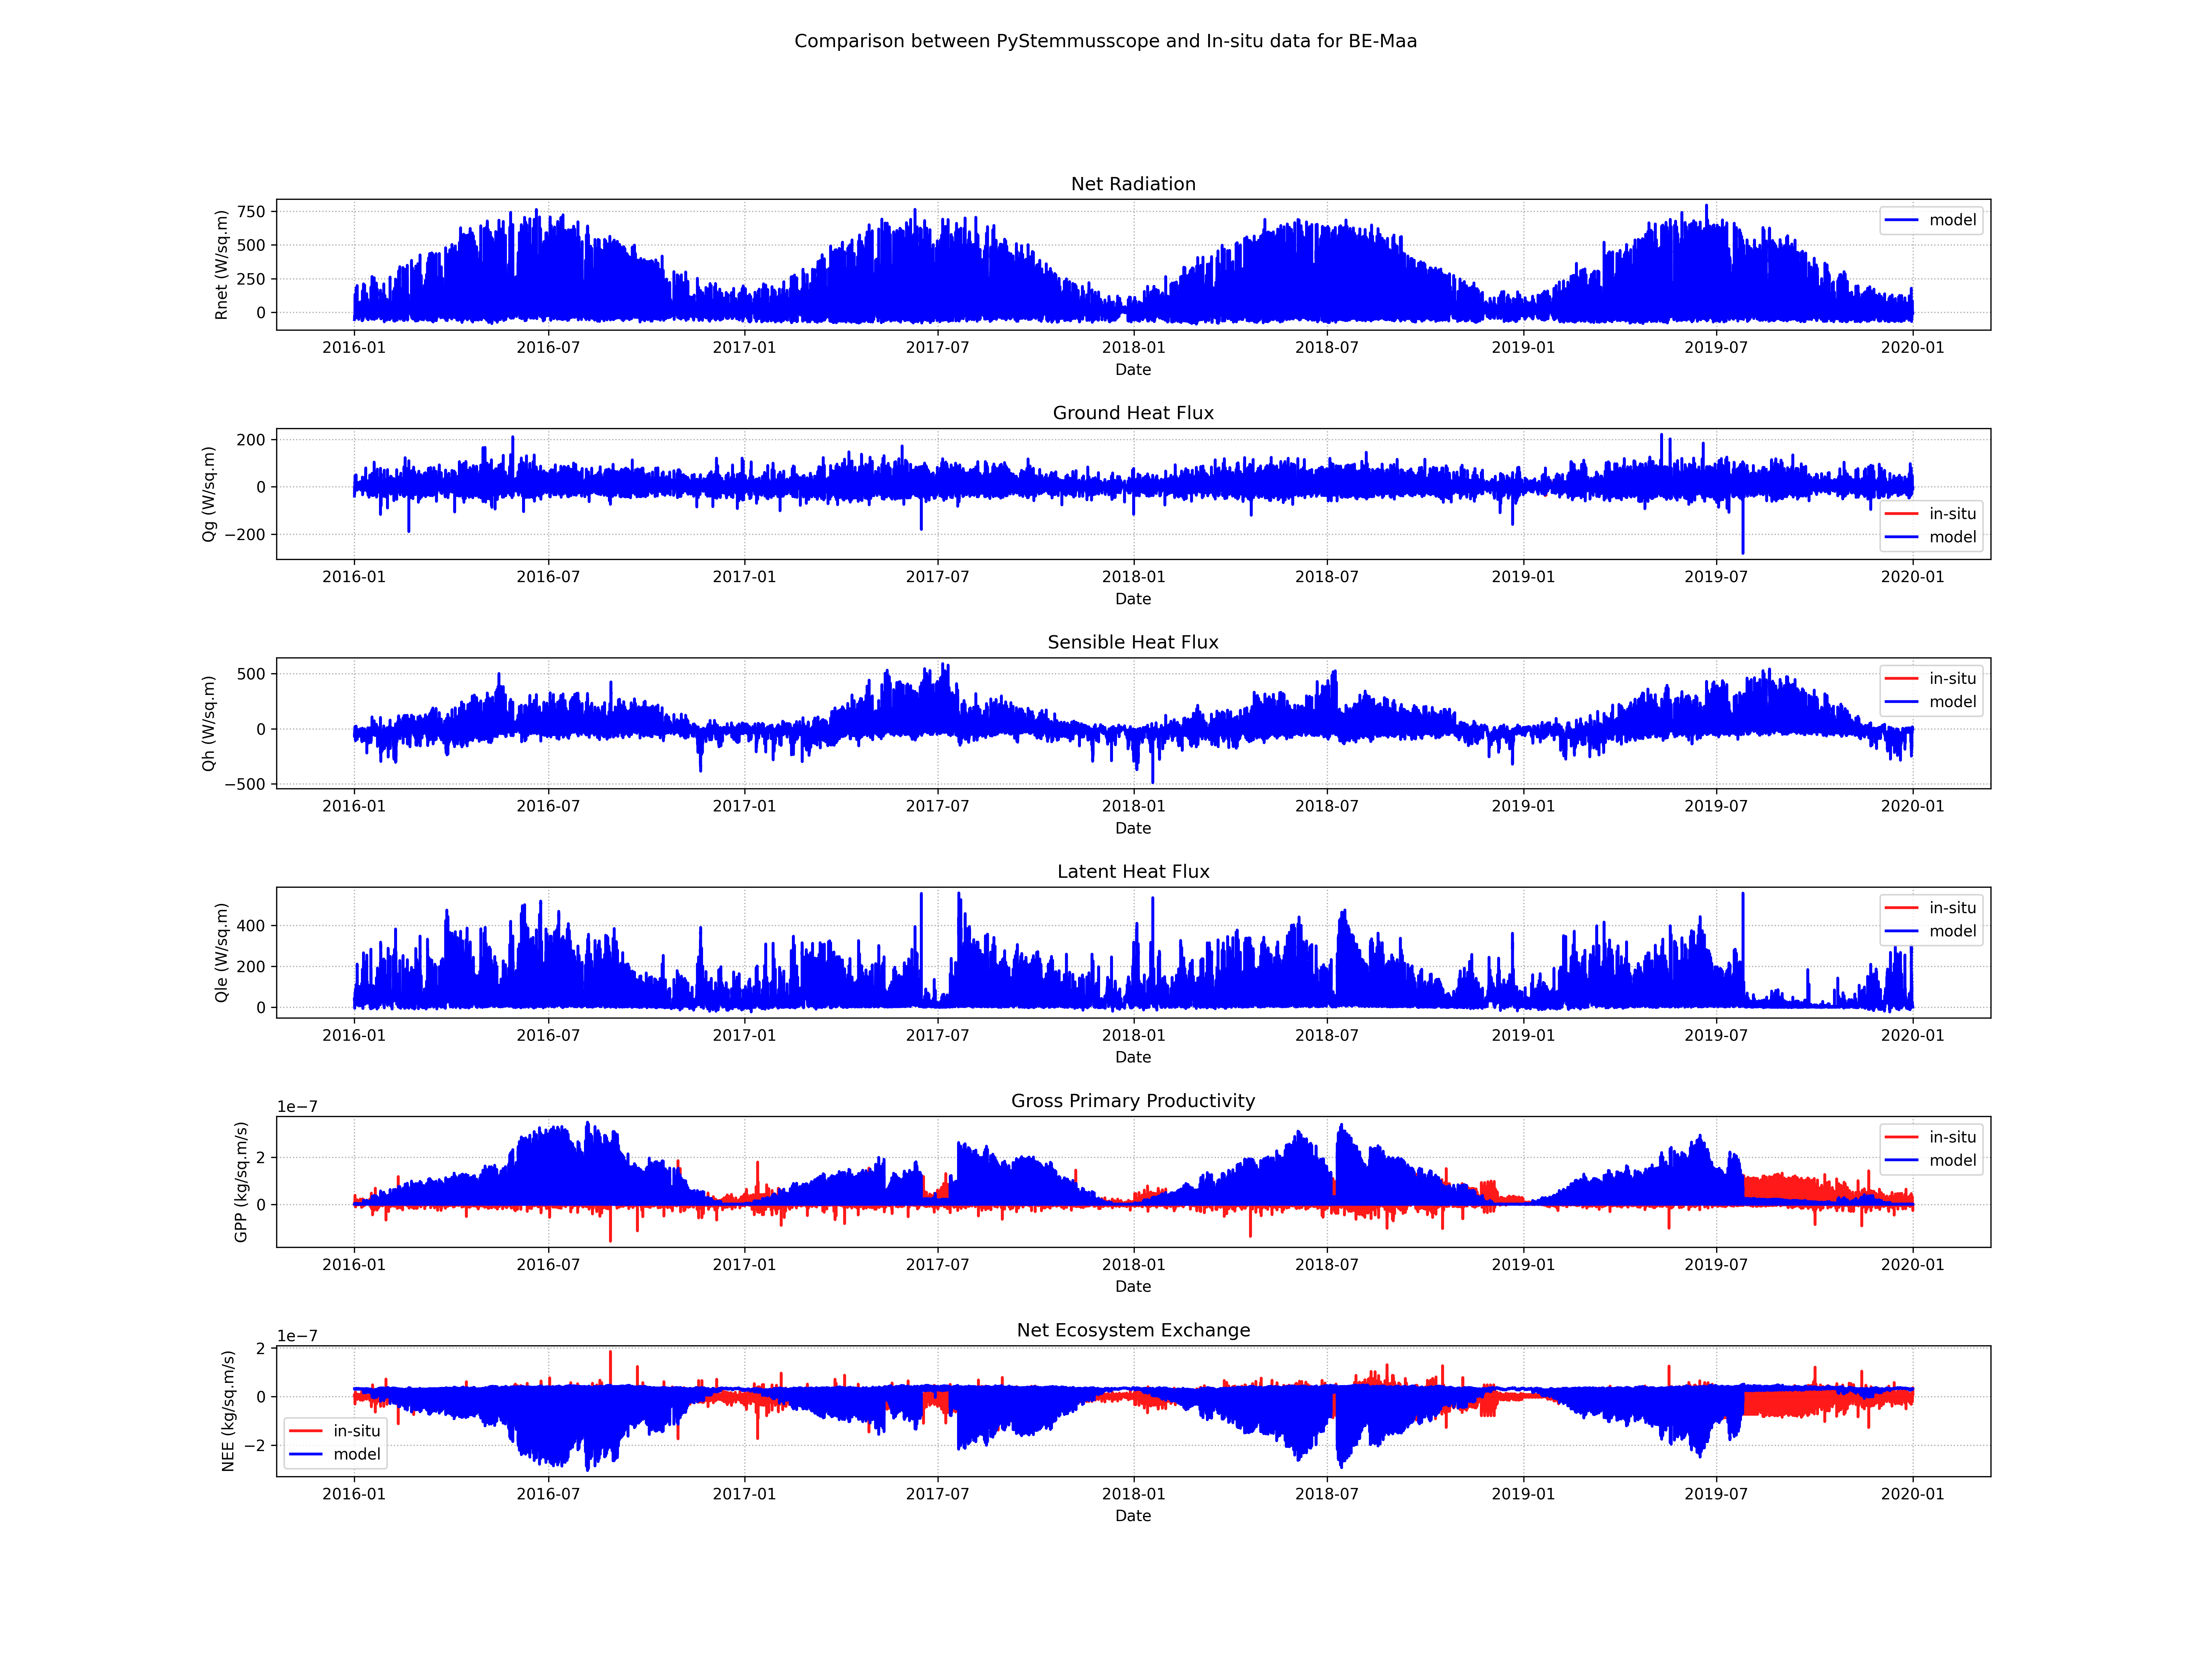 Comparison between PyStemmusscope and In-situ data for BE-Maa
Net Radiation
Rnet (W/sq.m)
750
500
250
0
model
2016-01 2016-07 2017-01 2017-07 2018-01 2018-07 2019-01 2019-07 2020-01
Date
Ground Heat Flux
Qg (W/sq.m)
200
0
−200
in-situ
model
2016-01 2016-07 2017-01 2017-07 2018-01 2018-07 2019-01 2019-07 2020-01
Date
Sensible Heat Flux
Qh (W/sq.m)
500
0
−500
in-situ
model
2016-01 2016-07 2017-01 2017-07 2018-01 2018-07 2019-01 2019-07 2020-01
Date
Latent Heat Flux
Qle (W/sq.m)
400
200
0
in-situ
model
2016-01 2016-07 2017-01 2017-07 2018-01 2018-07 2019-01 2019-07 2020-01
Date
Gross Primary Productivity
1e−7
GPP (kg/sq.m/s)
2
0
in-situ
model
2016-01 2016-07 2017-01 2017-07 2018-01 2018-07 2019-01 2019-07 2020-01
Date
Net Ecosystem Exchange
1e−7
NEE (kg/sq.m/s)
2
0
−2
in-situ
model
2016-01 2016-07 2017-01 2017-07 2018-01 2018-07 2019-01 2019-07 2020-01
Date